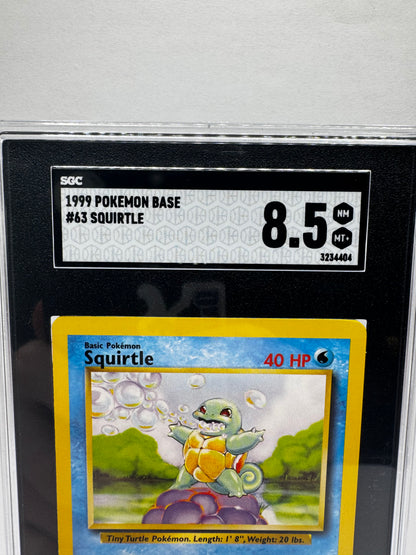 SGC
1999 POKEMON BASE
#63 SQUIRTLE
8.5
NM
MT+
3234404
Basic Pokémon
Squirtle
40 HP
Tiny Turtle Pokémon. Length: 1' 8", Weight: 20 lbs.